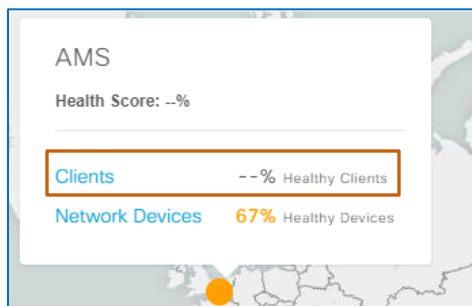 AMS
Health Score: --%
Clients --% Healthy Clients
Network Devices 67% Healthy Devices